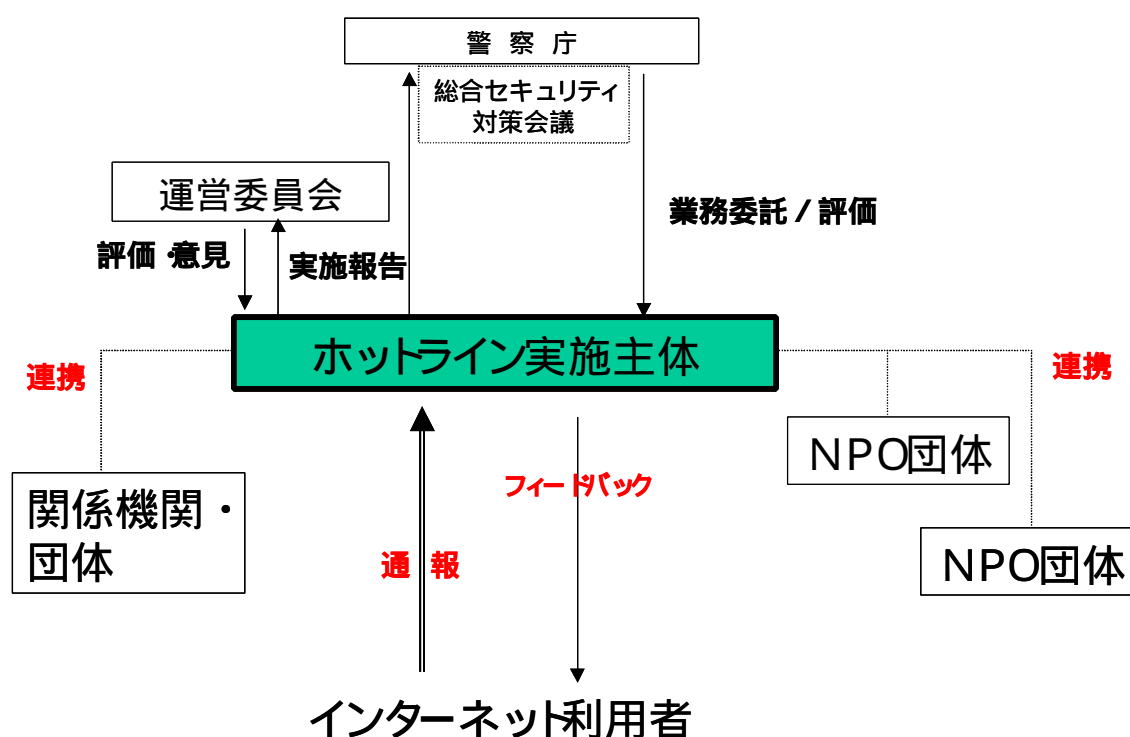 警 察 庁
総合セキュリティ
対策会議
運営委員会
業務委託 / 評価
評価・意見
実施報告
ホットライン実施主体
連携
連携
NPO団体
フィードバック
関係機関・
団体
通 報
NPO団体
インターネット利用者